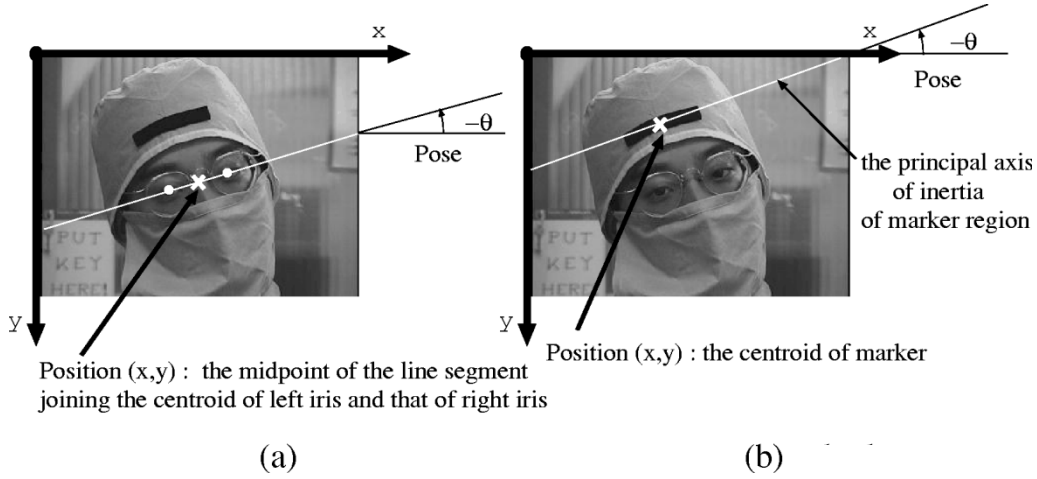 x
−θ
Pose
PUT
KEY
HERE!
y
Position (x,y) : the midpoint of the line segment
joining the centroid of left iris and that of right iris
(a)
x
−θ
Pose
the principal axis
of inertia
of marker region
PUT
KEY
HERE!
y
Position (x,y) : the centroid of marker
(b)